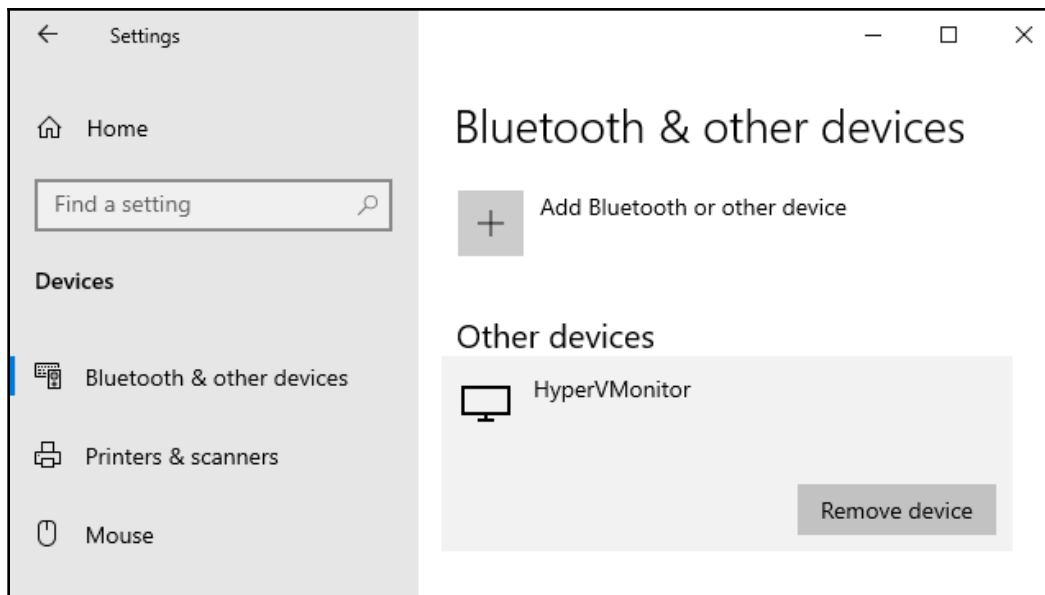 Settings
Home
Find a setting
Devices
Bluetooth & other devices
Printers & scanners
Mouse
Bluetooth & other devices
Add Bluetooth or other device
Other devices
HyperVMonitor
Remove device